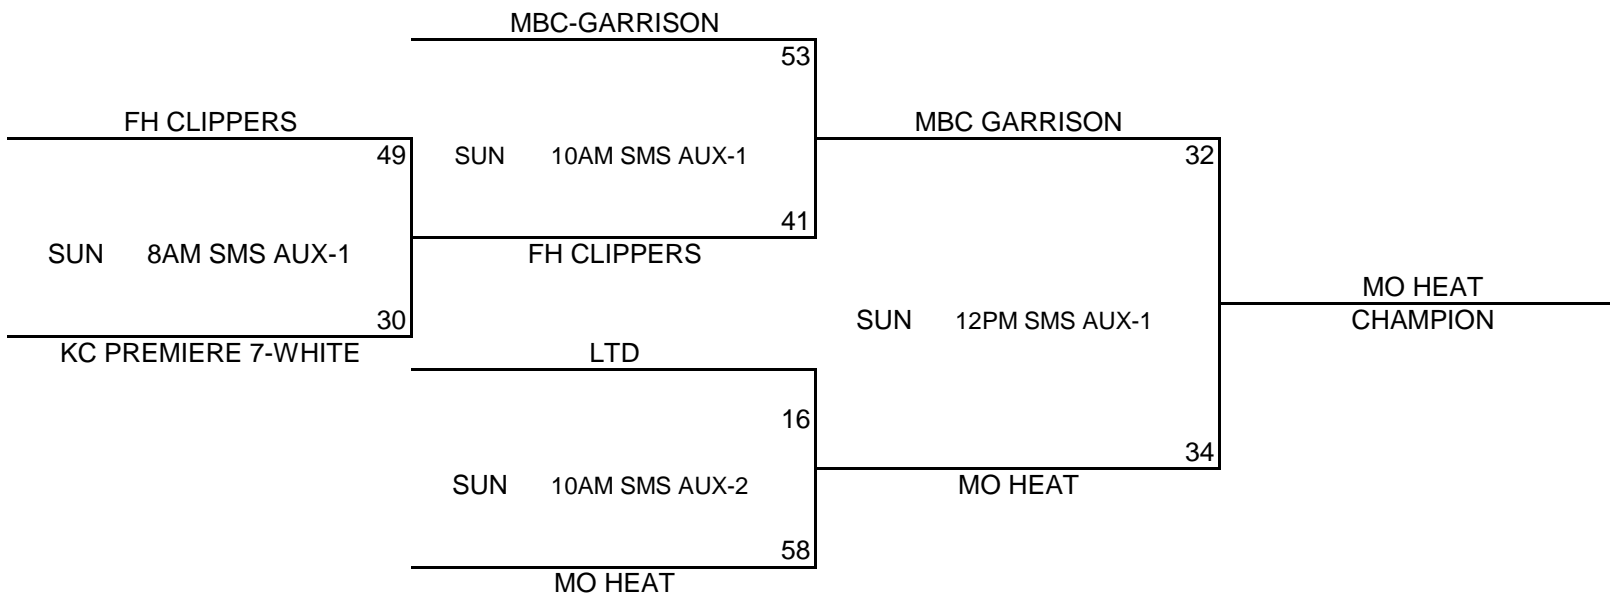 MBC-GARRISON
53
FH CLIPPERS
MBC GARRISON
49
SUN 10AM SMS AUX-1
32
41
SUN 8AM SMS AUX-1
FH CLIPPERS
MO HEAT
30
SUN 12PM SMS AUX-1
CHAMPION
KC PREMIERE 7-WHITE
LTD
16
34
SUN 10AM SMS AUX-2
MO HEAT
58
MO HEAT